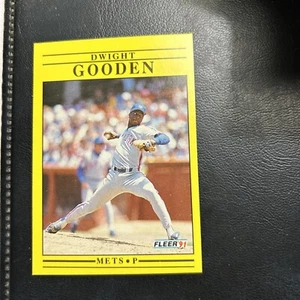 DWIGHT
GOODEN
FLEER 91
METS • P